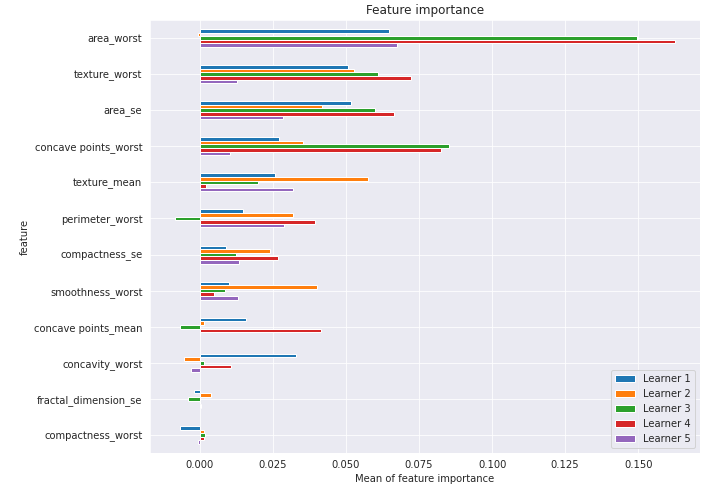 Feature importance
area_worst
texture_worst
area_se
concave points_worst
texture_mean
perimeter_worst
compactness_se
smoothness_worst
concave points_mean
concavity_worst
fractal_dimension_se
compactness_worst
feature
Learner 1
Learner 2
Learner 3
Learner 4
Learner 5
0.000 0.025 0.050 0.075 0.100 0.125 0.150
Mean of feature importance